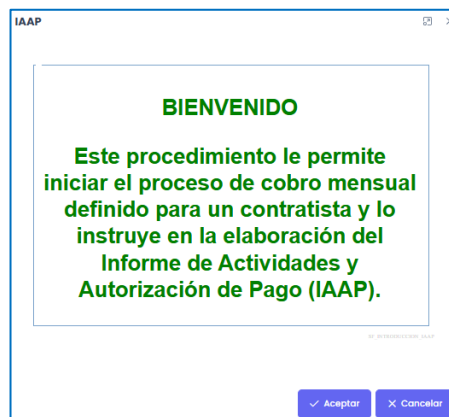 IAAP
BIENVENIDO
Este procedimiento le permite
iniciar el proceso de cobro mensual
definido para un contratista y lo
instruye en la elaboración del
Informe de Actividades y
Autorización de Pago (IAAP).
Aceptar
Cancelar